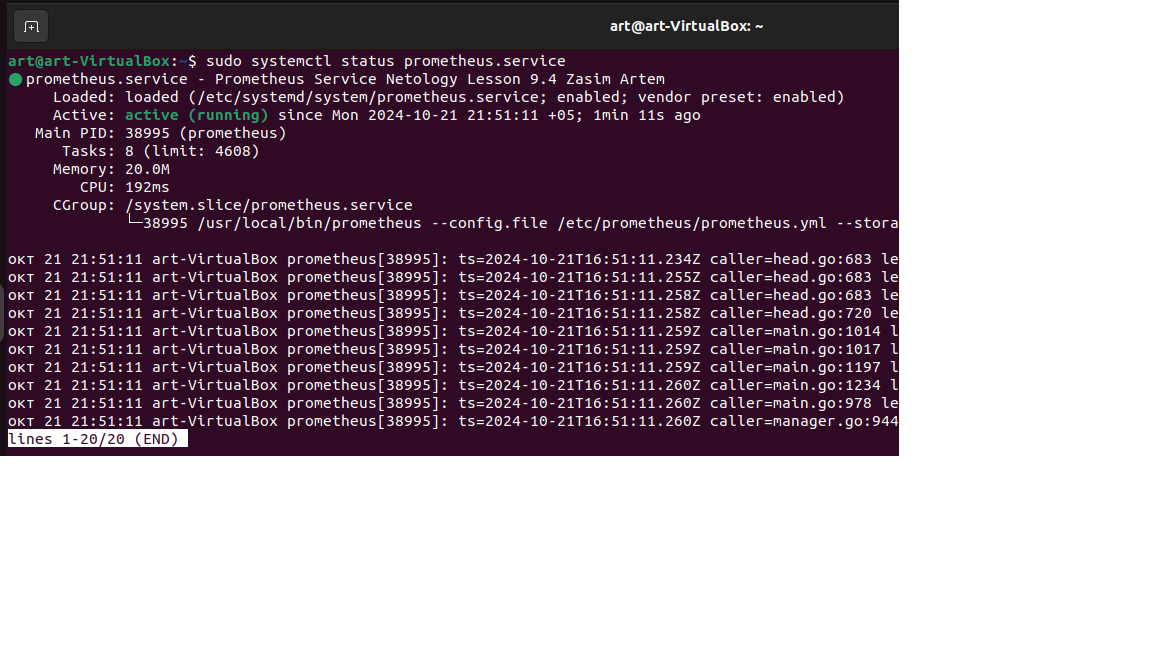 art@art-VirtualBox: ~
art@art-VirtualBox:~$ sudo systemctl status prometheus.service
● prometheus.service - Prometheus Service Netology Lesson 9.4 Zasim Artem
     Loaded: loaded (/etc/systemd/system/prometheus.service; enabled; vendor preset: enabled)
     Active: active (running) since Mon 2024-10-21 21:51:11 +05; 1min 11s ago
   Main PID: 38995 (prometheus)
      Tasks: 8 (limit: 4608)
     Memory: 20.0M
        CPU: 192ms
     CGroup: /system.slice/prometheus.service
             └─38995 /usr/local/bin/prometheus --config.file /etc/prometheus/prometheus.yml --stora
окт 21 21:51:11 art-VirtualBox prometheus[38995]: ts=2024-10-21T16:51:11.234Z caller=head.go:683 le
окт 21 21:51:11 art-VirtualBox prometheus[38995]: ts=2024-10-21T16:51:11.255Z caller=head.go:683 le
окт 21 21:51:11 art-VirtualBox prometheus[38995]: ts=2024-10-21T16:51:11.258Z caller=head.go:683 le
окт 21 21:51:11 art-VirtualBox prometheus[38995]: ts=2024-10-21T16:51:11.258Z caller=head.go:720 le
окт 21 21:51:11 art-VirtualBox prometheus[38995]: ts=2024-10-21T16:51:11.259Z caller=main.go:1014 l
окт 21 21:51:11 art-VirtualBox prometheus[38995]: ts=2024-10-21T16:51:11.259Z caller=main.go:1017 l
окт 21 21:51:11 art-VirtualBox prometheus[38995]: ts=2024-10-21T16:51:11.259Z caller=main.go:1197 l
окт 21 21:51:11 art-VirtualBox prometheus[38995]: ts=2024-10-21T16:51:11.260Z caller=main.go:1234 l
окт 21 21:51:11 art-VirtualBox prometheus[38995]: ts=2024-10-21T16:51:11.260Z caller=main.go:978 le
окт 21 21:51:11 art-VirtualBox prometheus[38995]: ts=2024-10-21T16:51:11.260Z caller=manager.go:944
lines 1-20/20 (END)